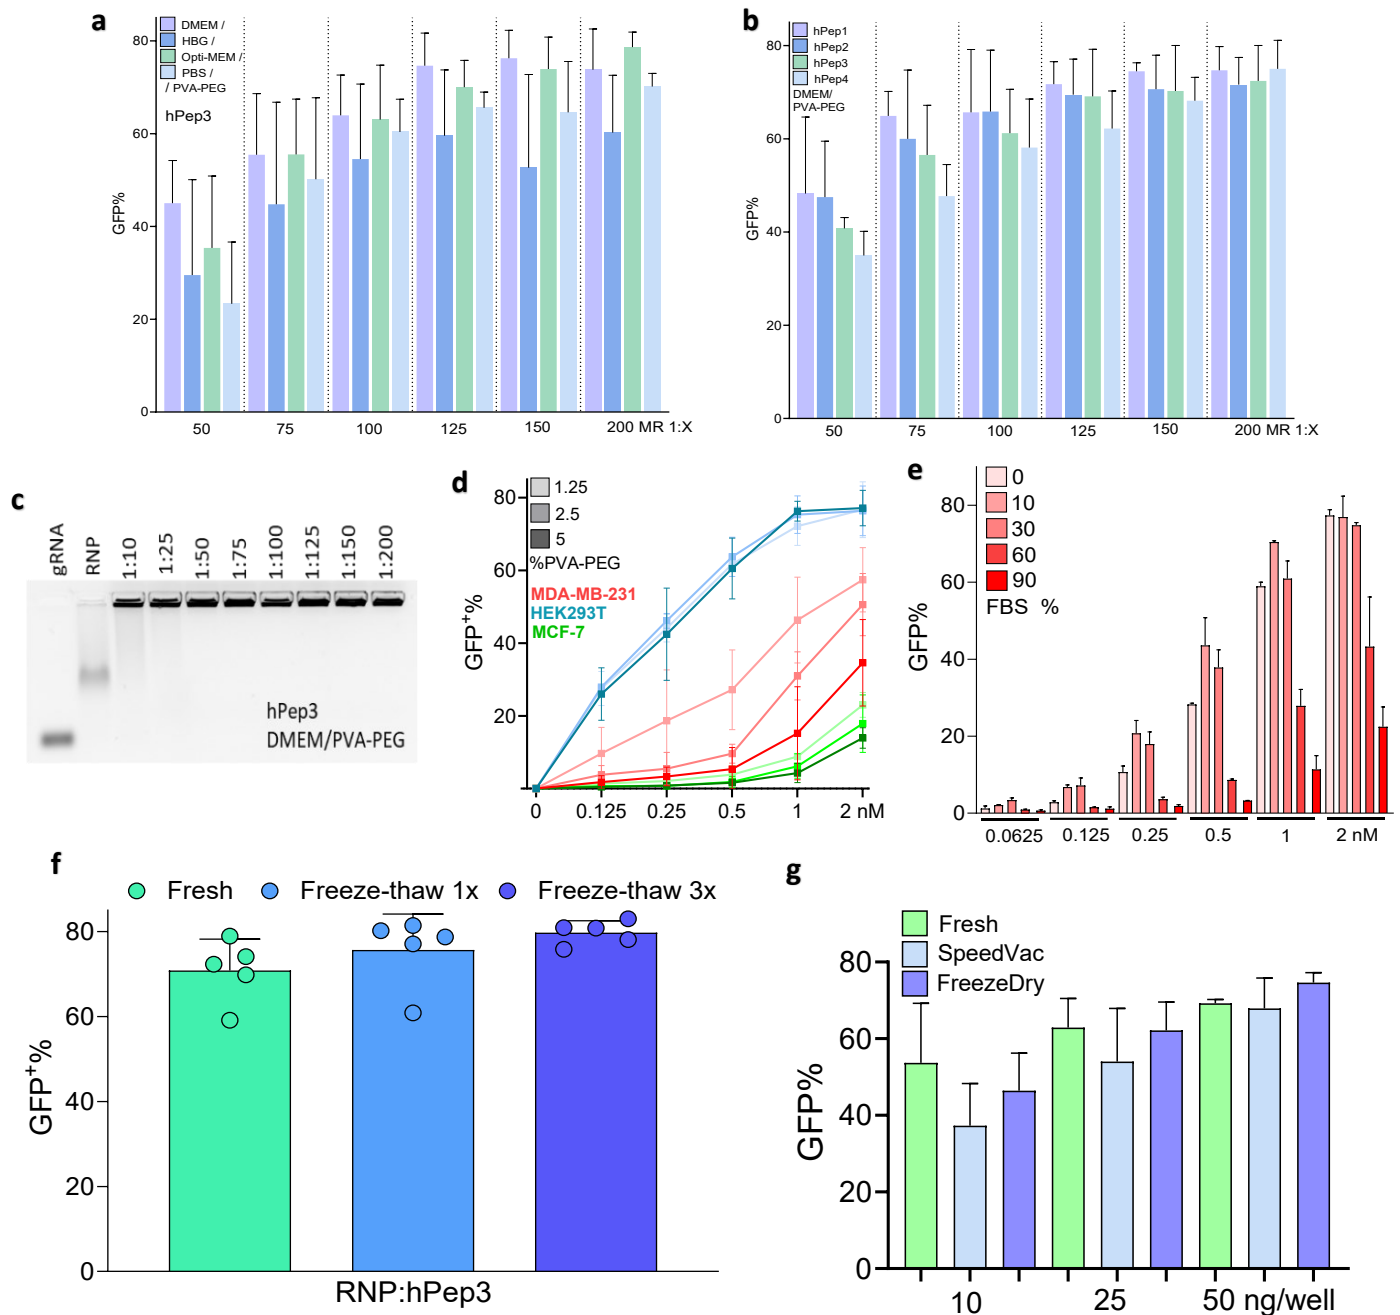 a
DMEM /
HBG /
Opti-MEM /
PBS /
/ PVA-PEG
hPep3
GFP%
80
60
40
20
0
50 75 100 125 150 200 MR 1:X
b
hPep1
hPep2
hPep3
hPep4
DMEM/
PVA-PEG
GFP%
80
60
40
20
0
50 75 100 125 150 200 MR 1:X
c
gRNA RNP 1:10 1:25 1:50 1:75 1:100 1:125 1:150 1:200
hPep3
DMEM/PVA-PEG
d
1.25
2.5
5
%PVA-PEG
MDA-MB-231
HEK293T
MCF-7
GFP+%
80
60
40
20
0 0.125 0.25 0.5 1 2 nM
e
0
10
30
60
90
FBS %
GFP%
80
60
40
20
0
0.0625 0.125 0.25 0.5 1 2 nM
f
Fresh Freeze-thaw 1x Freeze-thaw 3x
GFP+%
80
60
40
20
0
RNP:hPep3
g
Fresh
SpeedVac
FreezeDry
GFP%
80
60
40
20
0
10 25 50 ng/well